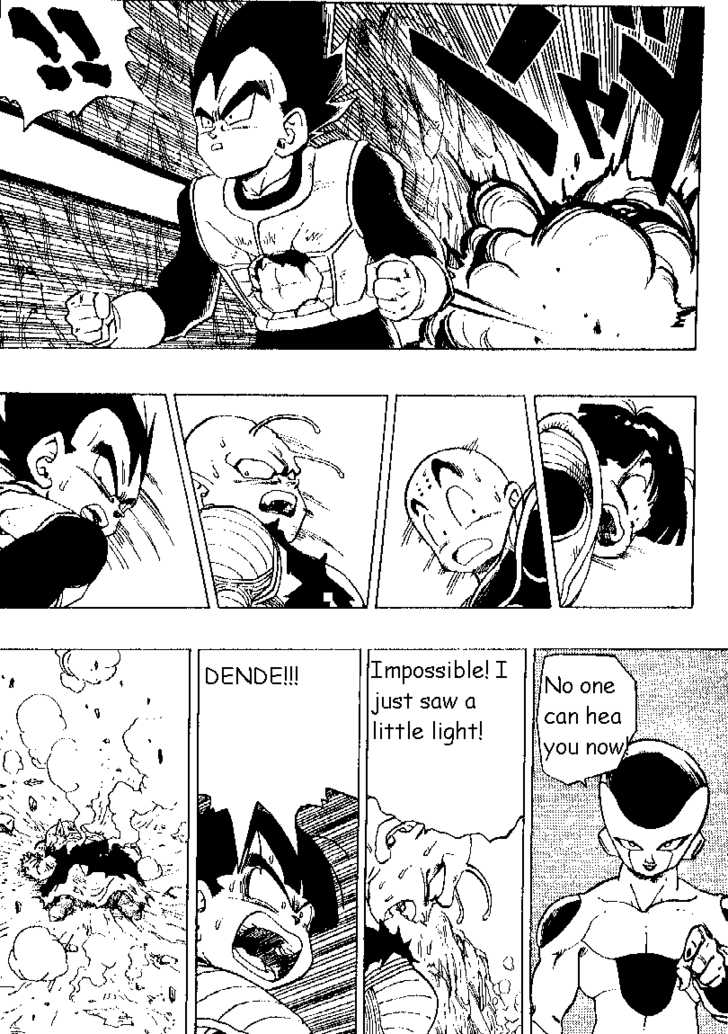 !!
No one
can hea
you now!
Impossible! I
just saw a
little light!
DENDE!!!